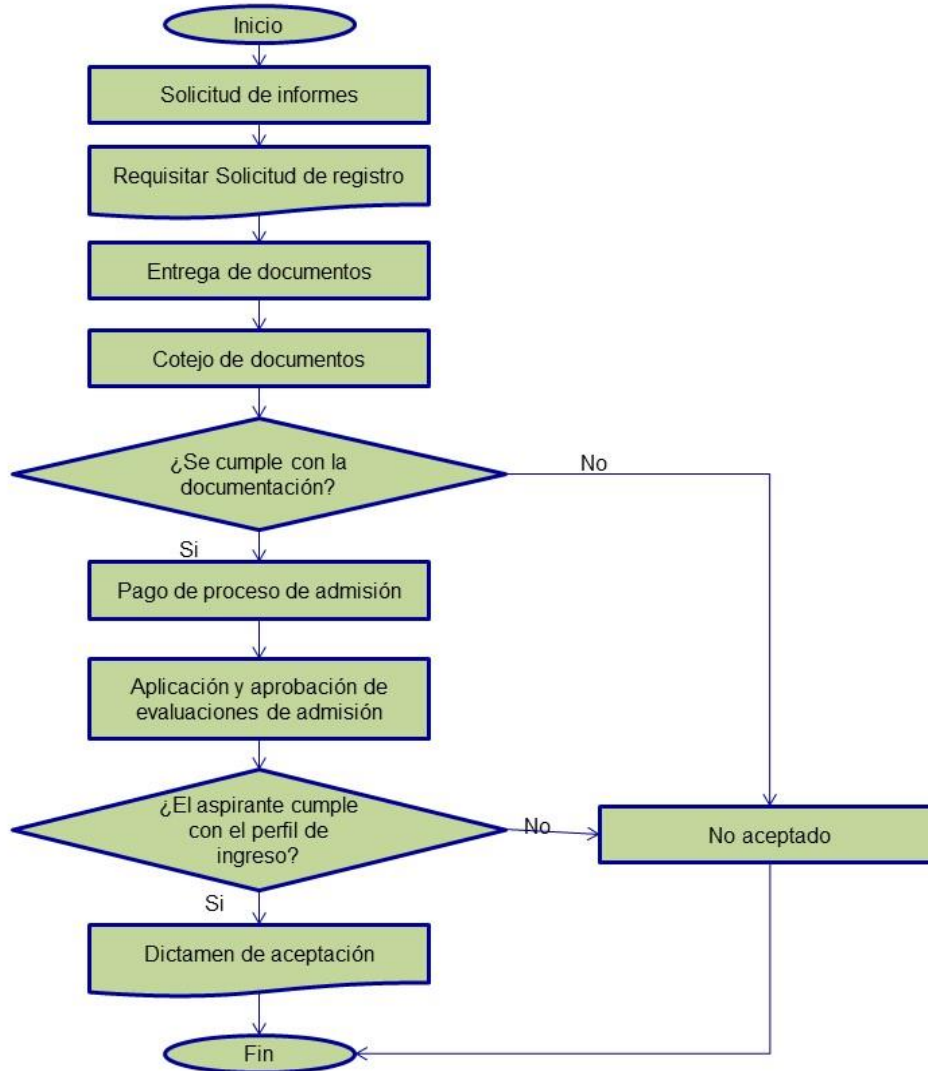 Inicio
Solicitud de informes
Requisitar Solicitud de registro
Entrega de documentos
Cotejo de documentos
¿Se cumple con la
documentación?
No
Si
Pago de proceso de admisión
Aplicación y aprobación de
evaluaciones de admisión
¿El aspirante cumple
con el perfil de
ingreso?
No
No aceptado
Si
Dictamen de aceptación
Fin